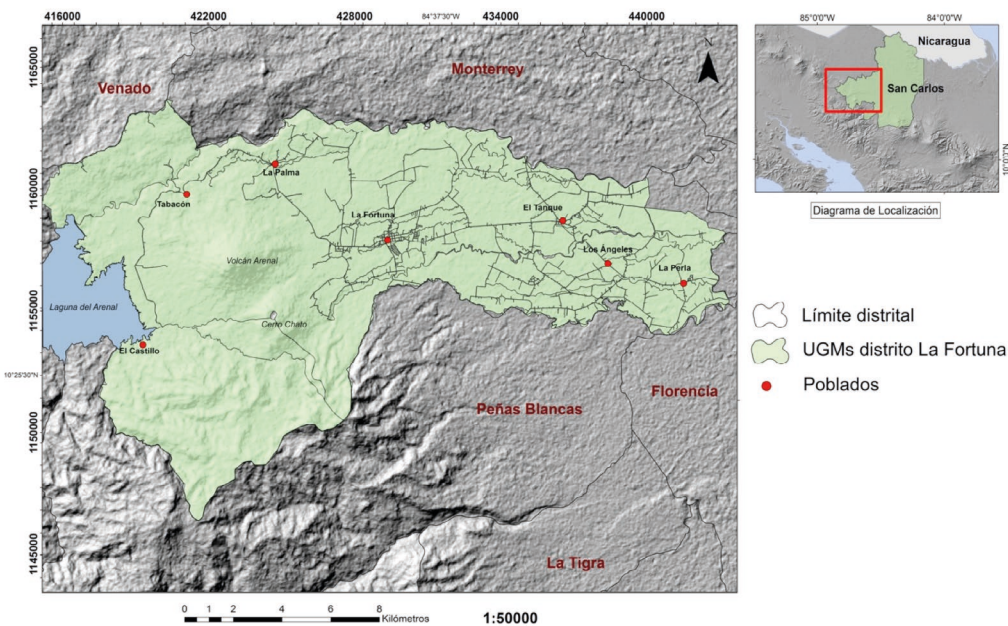 416000
422000
428000
84°37'30"W
434000
440000
1165000
1160000
1155000
10°25'30"N
1150000
1145000
Venado
Monterrey
N
La Palma
Tabacón
La Fortuna
El Tanque
Los Ángeles
La Perla
Volcán Arenal
Laguna del Arenal
Cerro Chato
El Castillo
Peñas Blancas
Florencia
La Tigra
0 1 2 4 6 8
Kilómetros
1:50000
85°0'0"W
84°0'0"W
Nicaragua
San Carlos
10°0'0"N
Diagrama de Localización
Límite distrital
UGMs distrito La Fortuna
Poblados